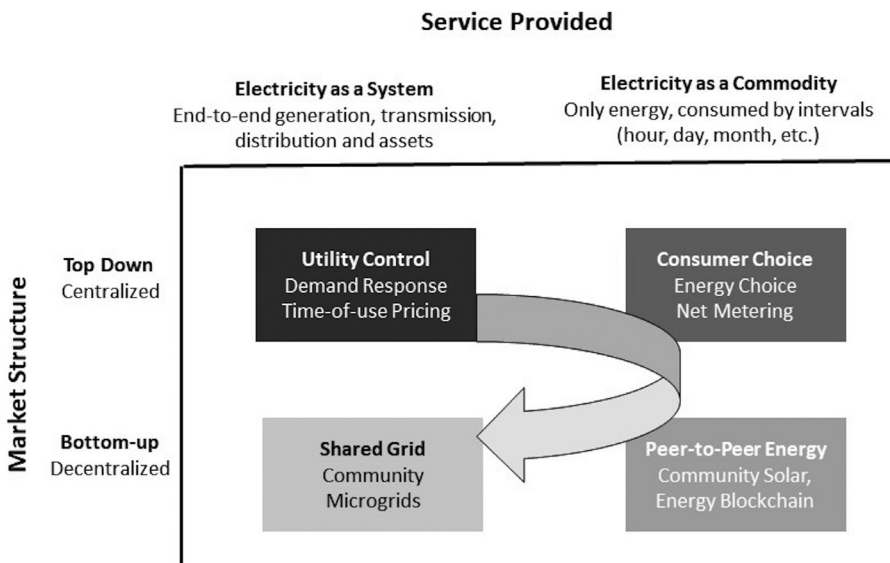 Service Provided
Electricity as a System
End-to-end generation, transmission,
distribution and assets
Electricity as a Commodity
Only energy, consumed by intervals
(hour, day, month, etc.)
Market Structure
Top Down
Centralized
Utility Control
Demand Response
Time-of-use Pricing
Consumer Choice
Energy Choice
Net Metering
Bottom-up
Decentralized
Shared Grid
Community
Microgrids
Peer-to-Peer Energy
Community Solar,
Energy Blockchain